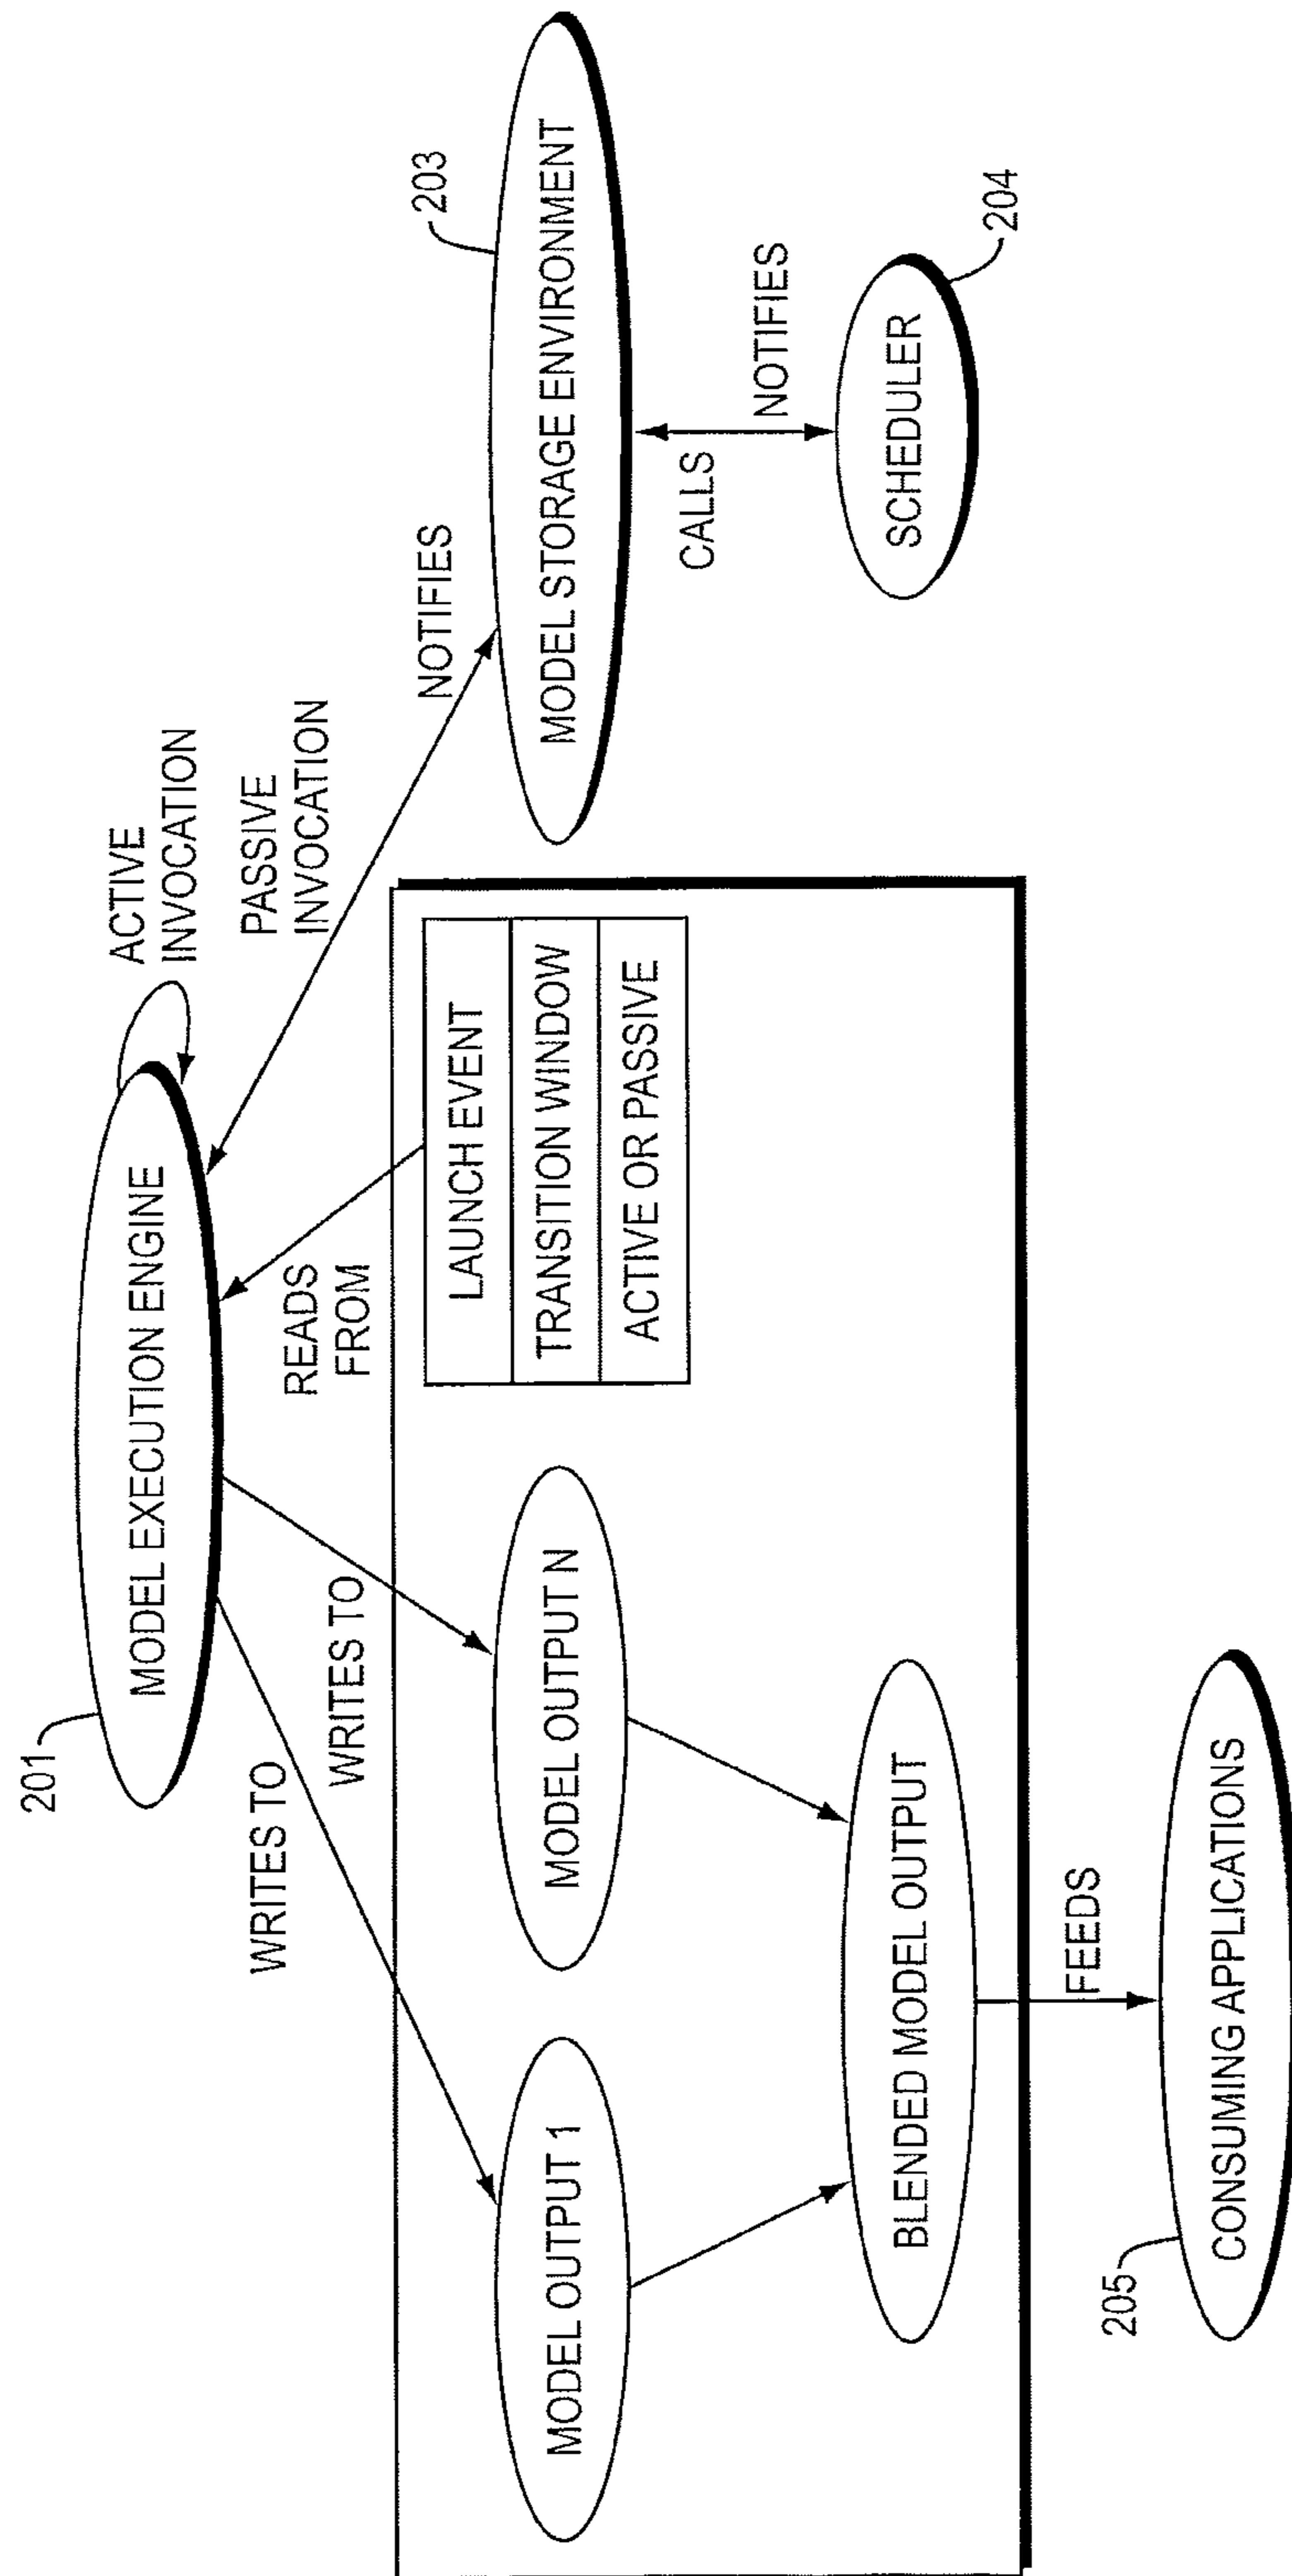 201
MODEL EXECUTION ENGINE
ACTIVE
INVOCATION
PASSIVE
INVOCATION
WRITES TO
WRITES TO
READS
FROM
NOTIFIES
203
MODEL OUTPUT 1
MODEL OUTPUT N
LAUNCH EVENT
TRANSITION WINDOW
ACTIVE OR PASSIVE
MODEL STORAGE ENVIRONMENT
CALLS
NOTIFIES
BLENDED MODEL OUTPUT
SCHEDULER
204
FEEDS
205
CONSUMING APPLICATIONS